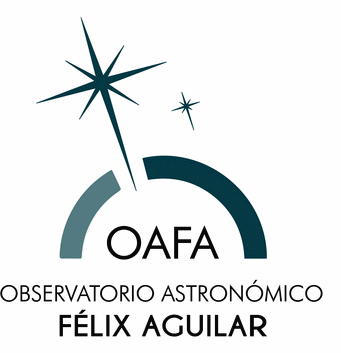 OAFA
OBSERVATORIO ASTRONÓMICO
FÉLIX AGUILAR